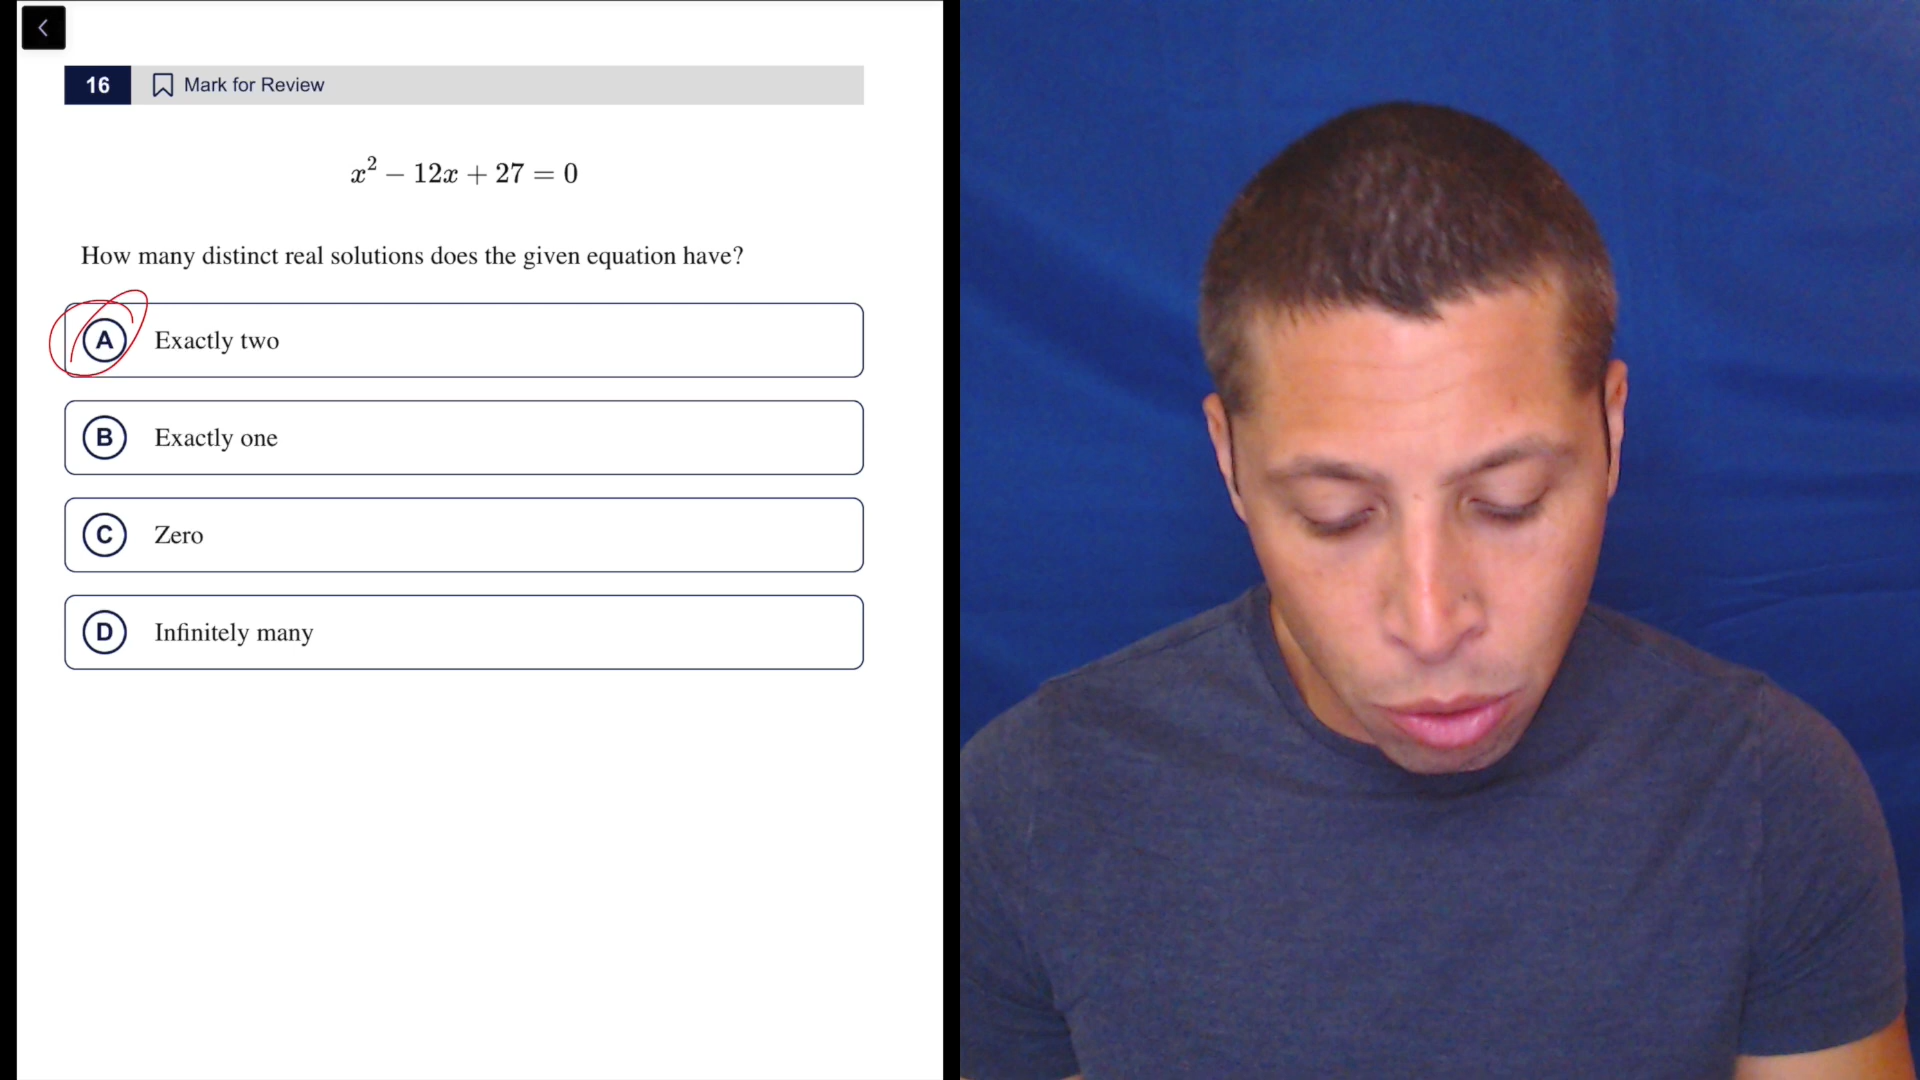 16 Mark for Review
x² − 12x + 27 = 0
How many distinct real solutions does the given equation have?
A Exactly two
B Exactly one
C Zero
D Infinitely many